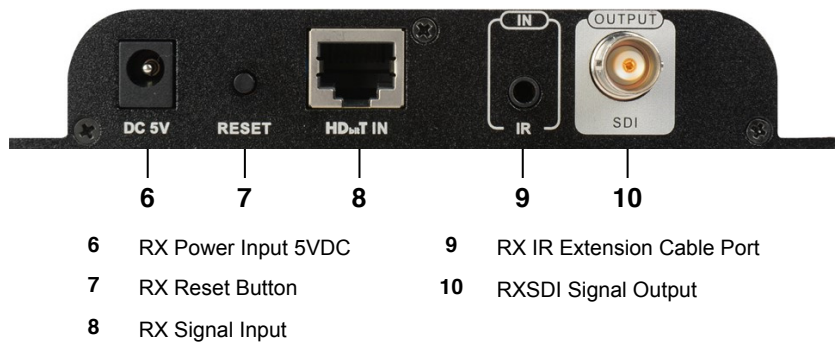 IN
OUTPUT
DC 5V
RESET
HDbitT IN
IR
SDI
6
7
8
9
10
6 RX Power Input 5VDC
7 RX Reset Button
8 RX Signal Input
9 RX IR Extension Cable Port
10 RXSDI Signal Output